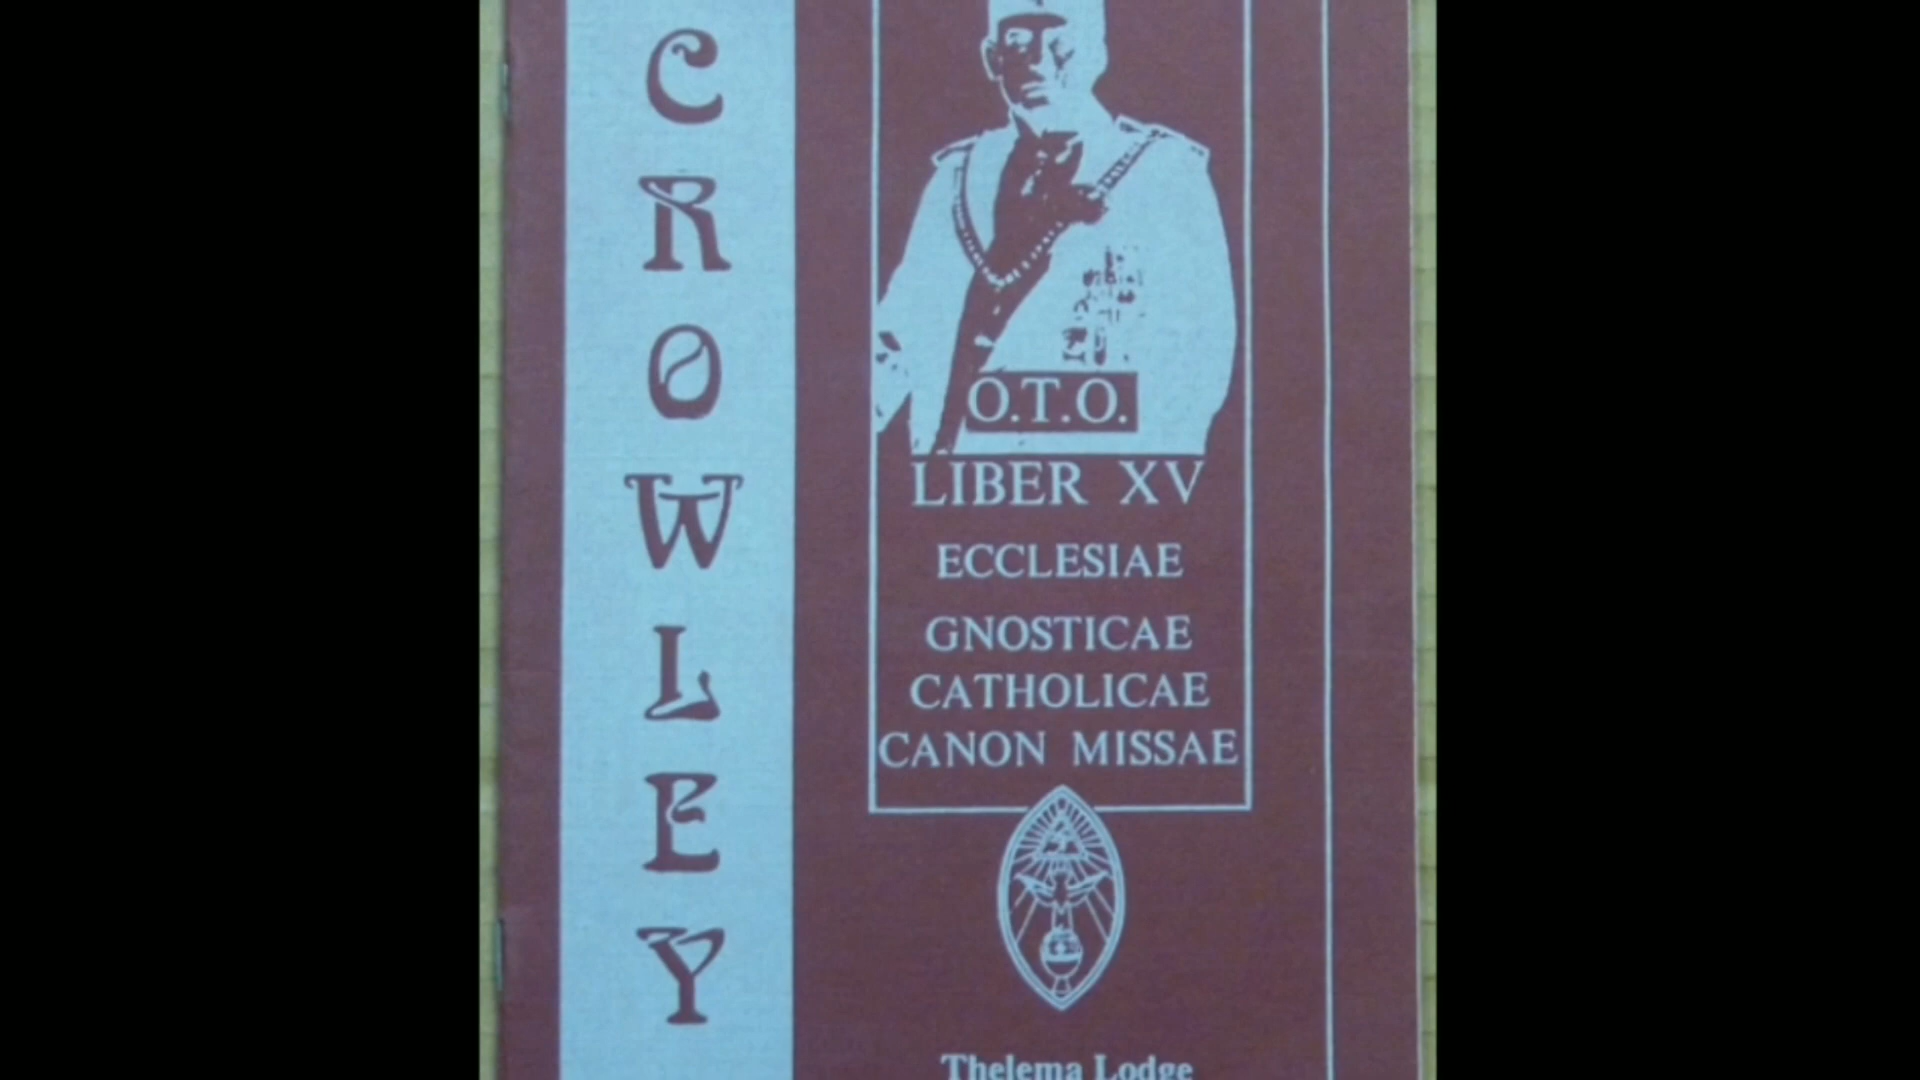 CROWLEY
O.T.O.
LIBER XV
ECCLESIAE
GNOSTICAE
CATHOLICAE
CANON MISSAE
Thelema Lodge